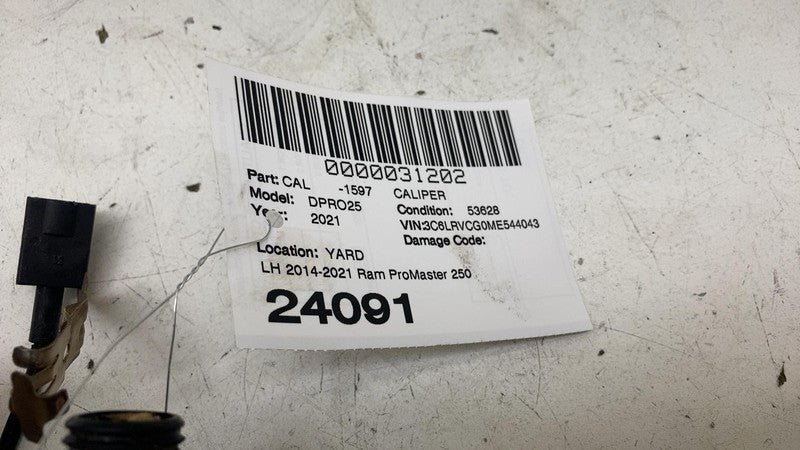 0000031202
Part: CAL -1597 CALIPER
Model: DPRO25 Condition: 53628
Year: 2021 VIN:3C6LRVCG0ME544043
Damage Code:
Location: YARD
LH 2014-2021 Ram ProMaster 250
24091